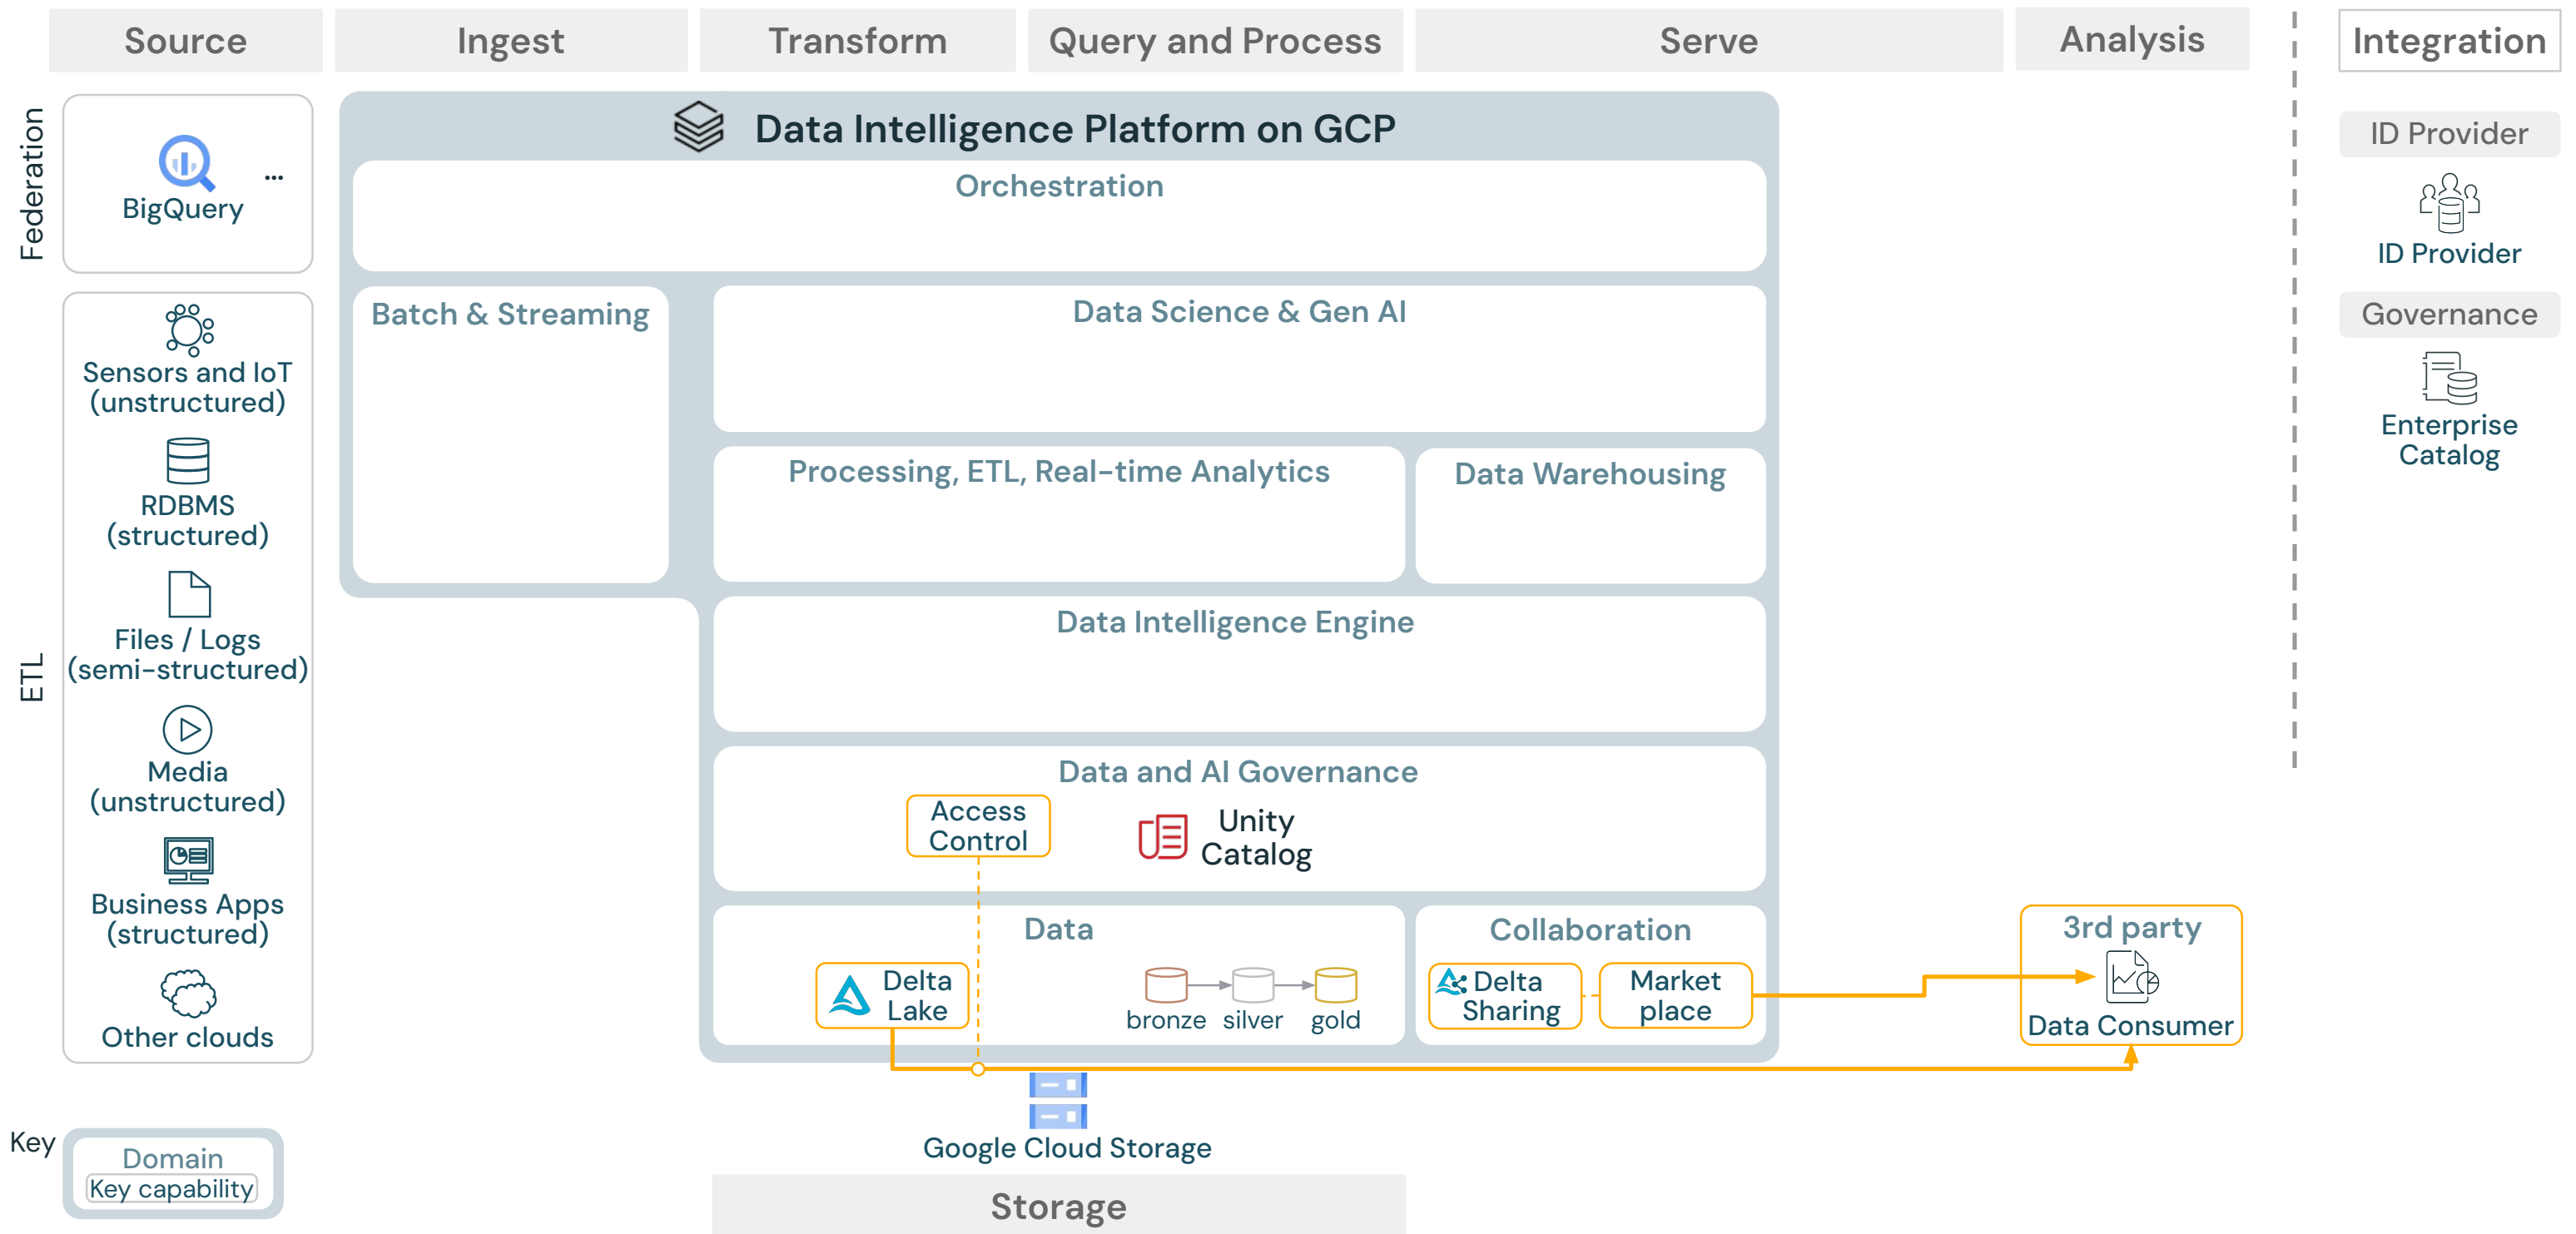 Source
Ingest
Transform
Query and Process
Serve
Analysis
Integration
Federation
BigQuery
...
ETL
Sensors and IoT
(unstructured)
RDBMS
(structured)
Files / Logs
(semi-structured)
Media
(unstructured)
Business Apps
(structured)
Other clouds
Data Intelligence Platform on GCP
Orchestration
Batch & Streaming
Data Science & Gen AI
Processing, ETL, Real-time Analytics
Data Warehousing
Data Intelligence Engine
Data and AI Governance
Access
Control
Unity
Catalog
Data
Delta
Lake
bronze
silver
gold
Collaboration
Delta
Sharing
Market
place
3rd party
Data Consumer
ID Provider
ID Provider
Governance
Enterprise
Catalog
Google Cloud Storage
Storage
Key
Domain
Key capability